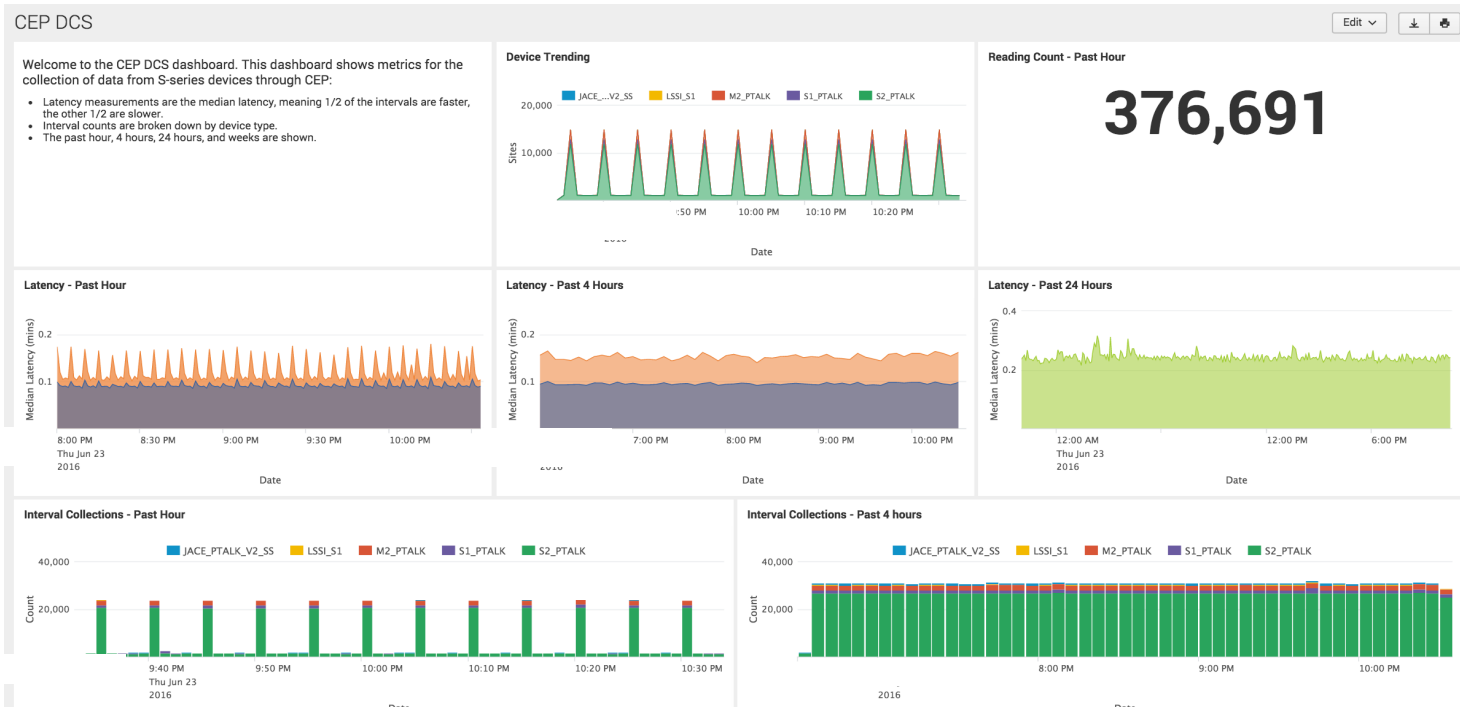 CEP DCS
Edit
Welcome to the CEP DCS dashboard. This dashboard shows metrics for the
collection of data from S-series devices through CEP:
• Latency measurements are the median latency, meaning 1/2 of the intervals are faster,
the other 1/2 are slower.
• Interval counts are broken down by device type.
• The past hour, 4 hours, 24 hours, and weeks are shown.
Device Trending
JACE_...V2_SS LSSI_S1 M2_PTALK S1_PTALK S2_PTALK
20,000
10,000
Sites
:50 PM 10:00 PM 10:10 PM 10:20 PM
Date
Reading Count - Past Hour
376,691
Latency - Past Hour
Median Latency (mins)
0.2
0.1
8:00 PM 8:30 PM 9:00 PM 9:30 PM 10:00 PM
Thu Jun 23
2016
Date
Latency - Past 4 Hours
Median Latency (mins)
0.2
0.1
7:00 PM 8:00 PM 9:00 PM 10:00 PM
Date
Latency - Past 24 Hours
Median Latency (mins)
0.4
0.2
12:00 AM 12:00 PM 6:00 PM
Thu Jun 23
2016
Date
Interval Collections - Past Hour
JACE_PTALK_V2_SS LSSI_S1 M2_PTALK S1_PTALK S2_PTALK
40,000
20,000
Count
9:40 PM 9:50 PM 10:00 PM 10:10 PM 10:20 PM 10:30 PM
Thu Jun 23
2016
Interval Collections - Past 4 hours
JACE_PTALK_V2_SS LSSI_S1 M2_PTALK S1_PTALK S2_PTALK
40,000
20,000
Count
8:00 PM 9:00 PM 10:00 PM
2016